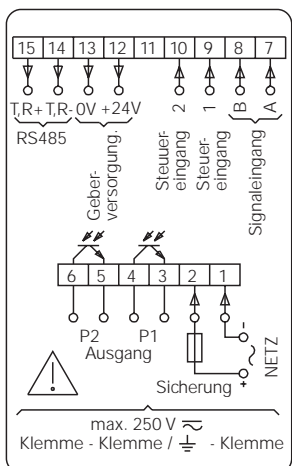 15 14 13 12 11 10 9 8 7
T,R+ T,R- 0V +24V 2 1 B A
RS485
Geber-
versorgung.
Steuuer-
eingang
Steuer-
eingang
Signaleingang
6 5 4 3 2 1
P2 P1
Ausgang
-
+
NETZ
Sicherung
!
max. 250 V ⎓
Klemme - Klemme / ⏚ - Klemme